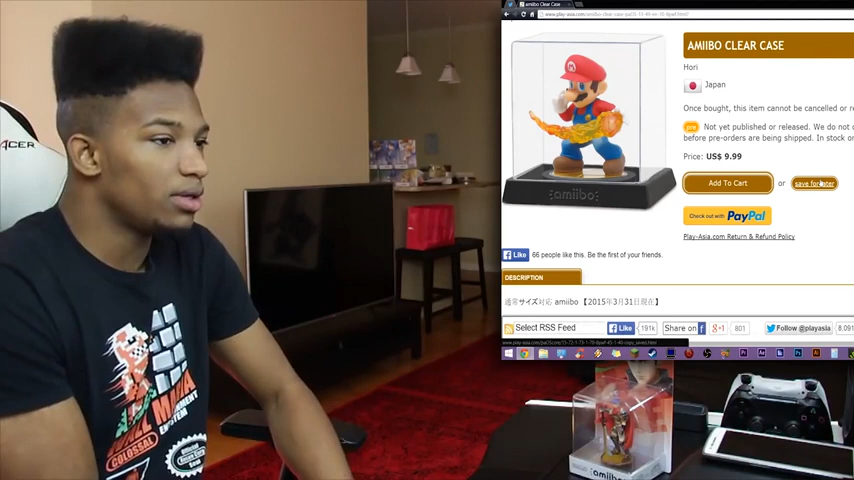 amiibo Clear Case
AMIIBO CLEAR CASE
Hori
Japan
Once bought, this item cannot be cancelled or re
pre Not yet published or released. We do not
before pre-orders are being shipped. In stock or
Price: US$ 9.99
Add To Cart or save for later
Check out with PayPal
Play-Asia.com Return & Refund Policy
amiibo
Like 66 people like this. Be the first of your friends.
DESCRIPTION
通常サイズ対応 amiibo 【2015年3月31日現在】
Select RSS Feed Like 191k Share on f g+1 801 Follow @playasia 8,091
ACER
COLOSSAL
amiibo